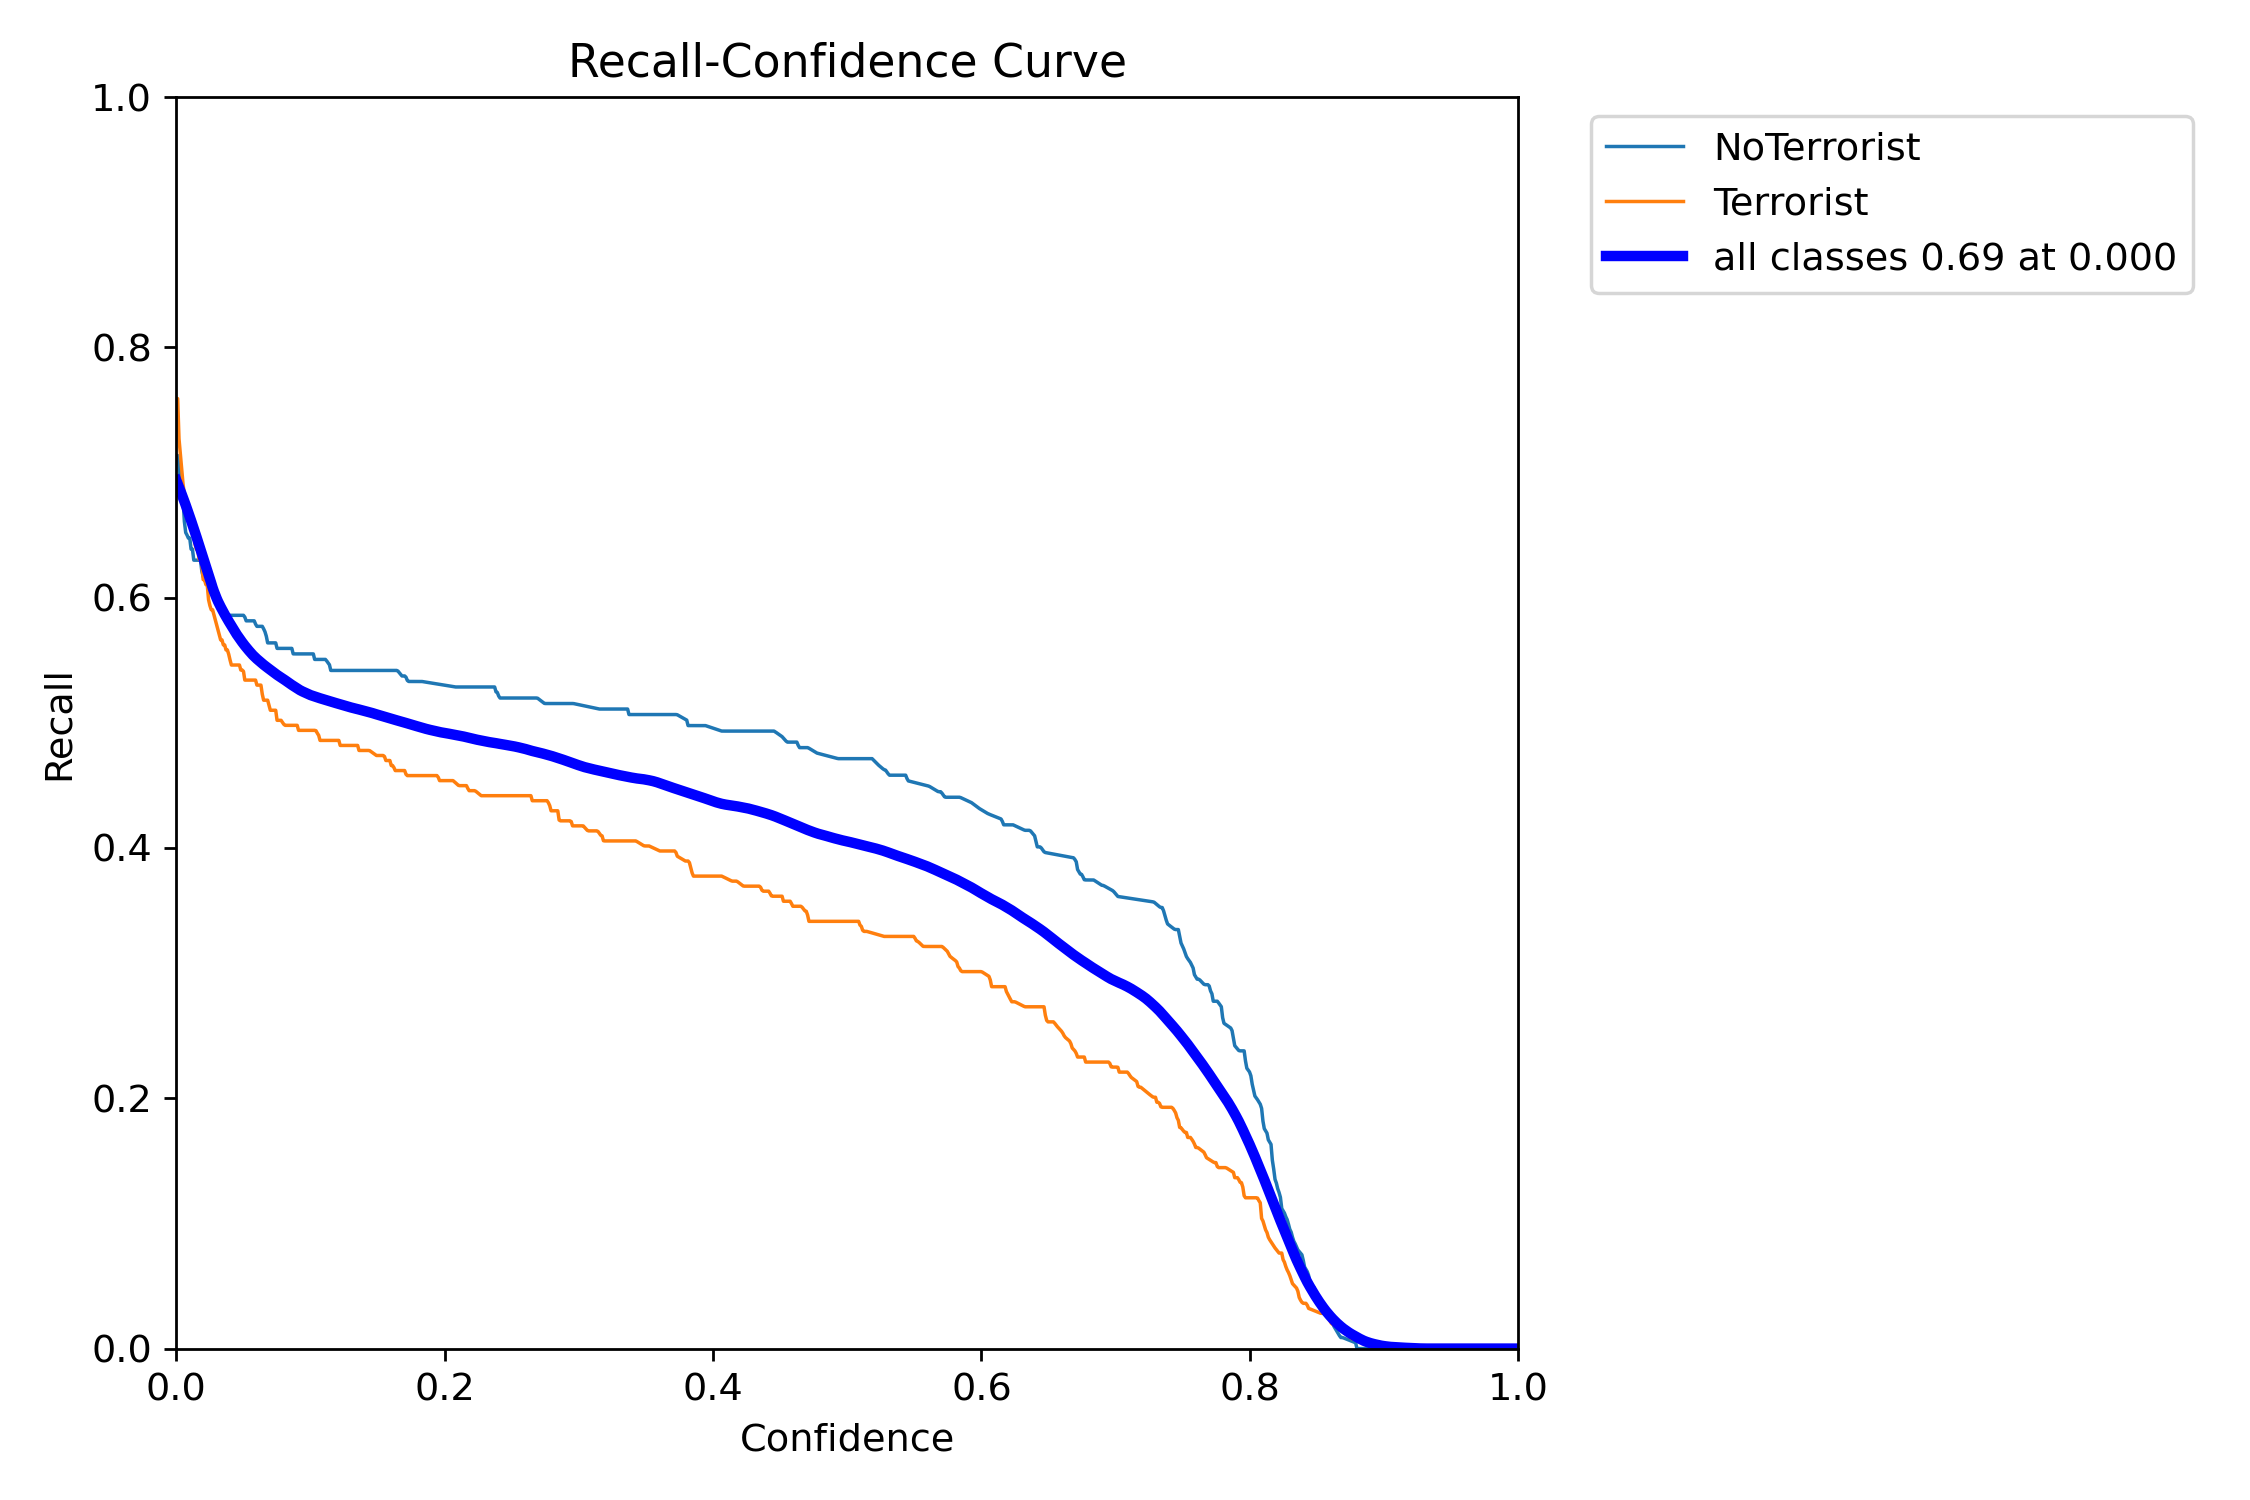 Recall-Confidence Curve
1.0
0.8
0.6
0.4
0.2
0.0
Recall
0.0 0.2 0.4 0.6 0.8 1.0
Confidence
NoTerrorist
Terrorist
all classes 0.69 at 0.000